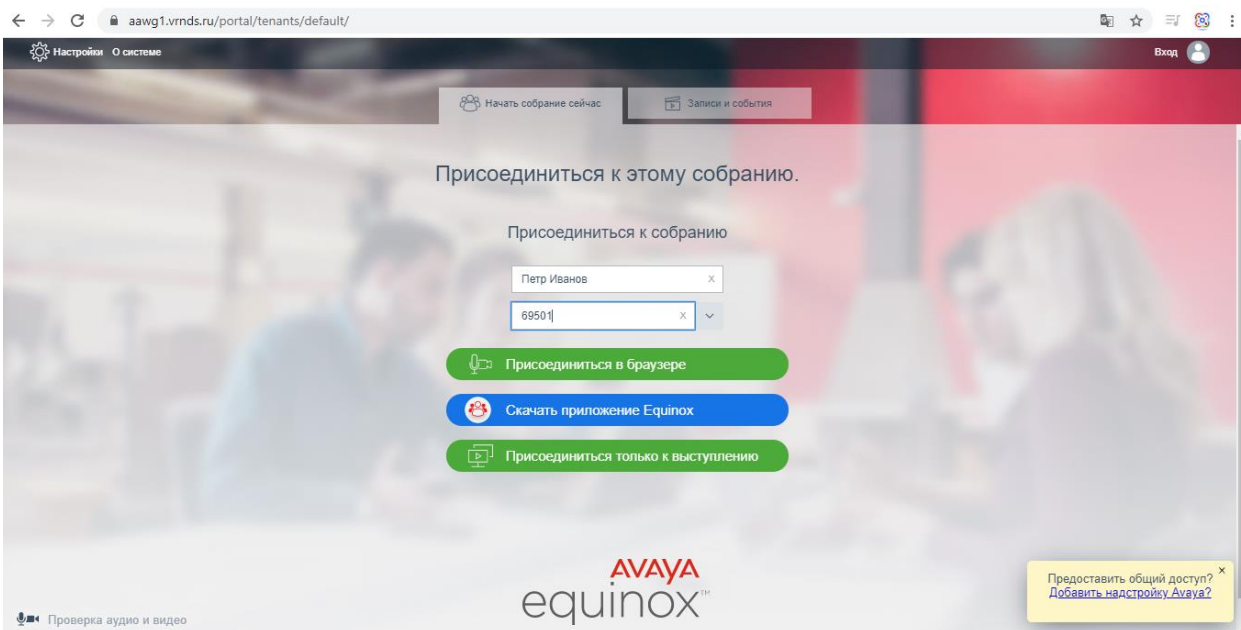 aawg1.vrnds.ru/portal/tenants/default/
Настройки О системе
Вход
Начать собрание сейчас
Записи и события
Присоединиться к этому собранию.
Присоединиться к собранию
Петр Иванов x
69501 x
Присоединиться в браузере
Скачать приложение Equinox
Присоединиться только к выступлению
AVAYA
equinox™
Предоставить общий доступ? x
Добавить надстройку Avaya?
Проверка аудио и видео